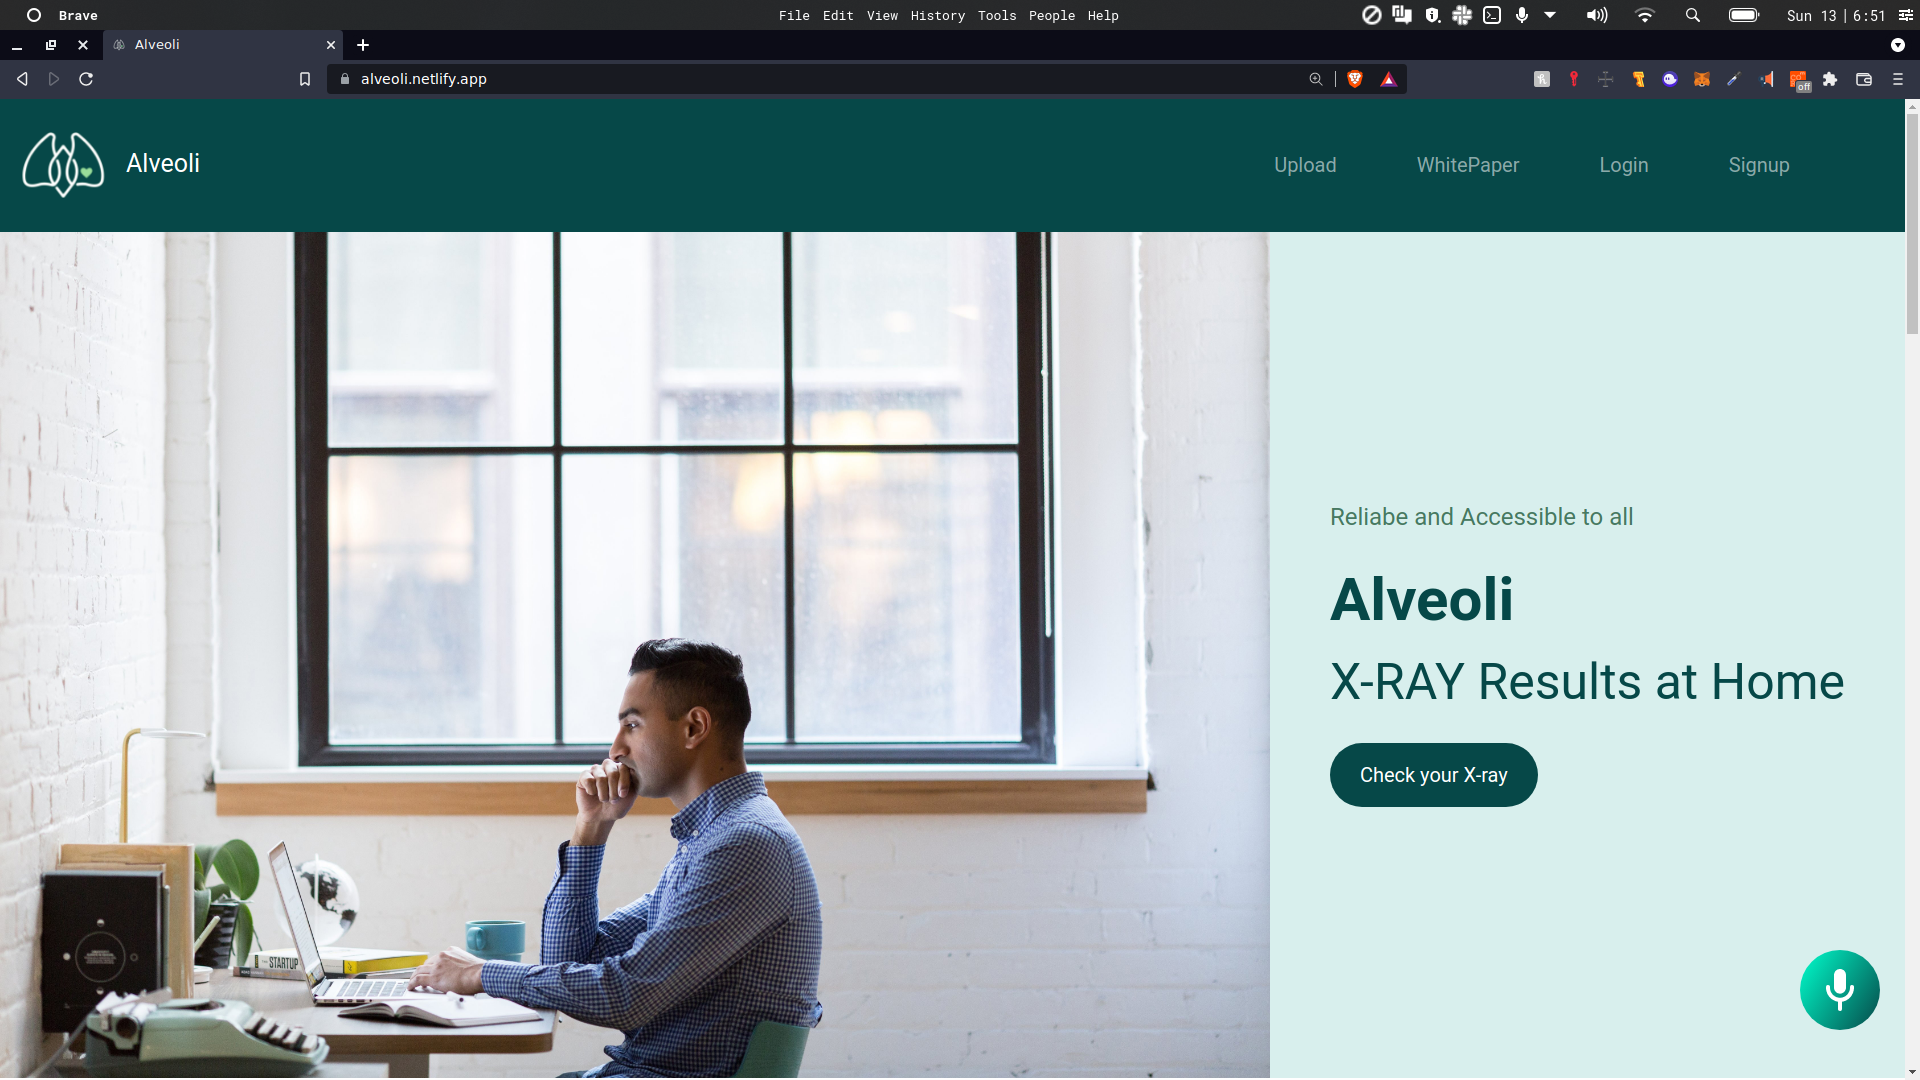 Brave
File Edit View History Tools People Help
Sun 13 | 6:51
Alveoli
alveoli.netlify.app
off
Alveoli
Upload
WhitePaper
Login
Signup
Reliabe and Accessible to all
Alveoli
X-RAY Results at Home
Check your X-ray
STARTUP